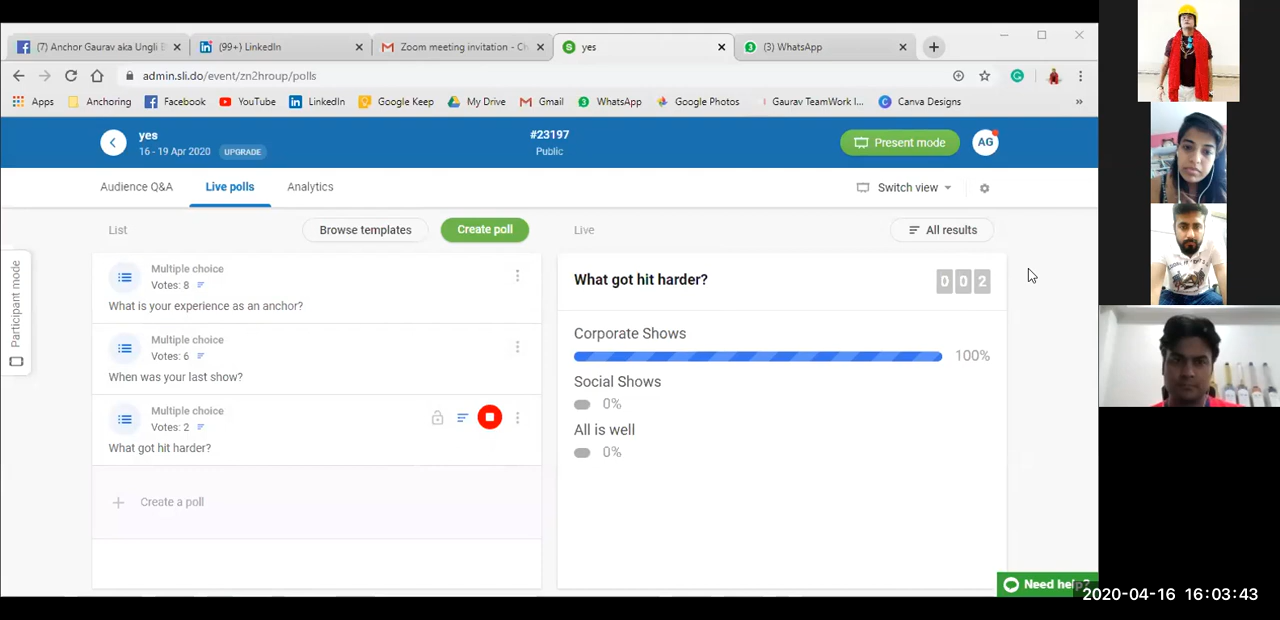 (7) Anchor Gaurav aka Ungli
(99+) LinkedIn
Zoom meeting invitation - C
yes
(3) WhatsApp
admin.sli.do/event/zn2hroup/polls
Apps
Anchoring
Facebook
YouTube
LinkedIn
Google Keep
My Drive
Gmail
WhatsApp
Google Photos
Gaurav TeamWork I...
Canva Designs
»
yes
16 - 19 Apr 2020
UPGRADE
#23197
Public
Present mode
AG
Audience Q&A
Live polls
Analytics
Switch view
Participant mode
List
Browse templates
Create poll
Multiple choice
Votes: 8
What is your experience as an anchor?
Multiple choice
Votes: 6
When was your last show?
Multiple choice
Votes: 2
What got hit harder?
Create a poll
Live
All results
What got hit harder?
0 0 2
Corporate Shows
100%
Social Shows
0%
All is well
0%
Need help?
2020-04-16 16:03:43